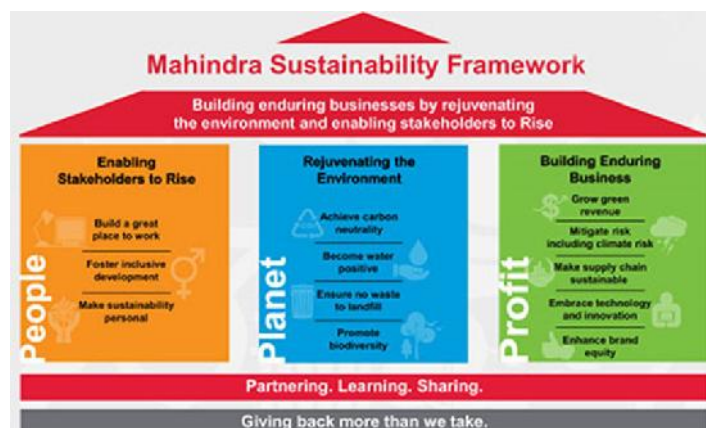 Mahindra Sustainability Framework
Building enduring businesses by rejuvenating
the environment and enabling stakeholders to Rise
Enabling
Stakeholders to Rise
Build a great
place to work
Foster inclusive
development
Make sustainability
personal
People
Rejuvenating the
Environment
Achieve carbon
neutrality
Become water
positive
Ensure no waste
to landfill
Promote
biodiversity
Planet
Building Enduring
Business
Grow green
revenue
Mitigate risk
including climate risk
Make supply chain
sustainable
Embrace technology
and innovation
Enhance brand
equity
Profit
Partnering. Learning. Sharing.
Giving back more than we take.